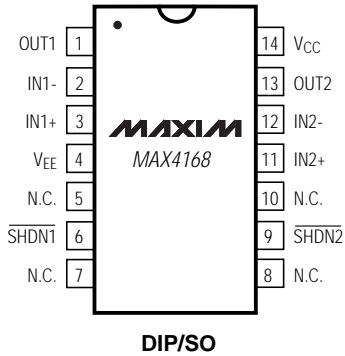 OUT1 1 14 VCC
IN1- 2 13 OUT2
IN1+ 3 MAXIM 12 IN2-
VEE 4 MAX4168 11 IN2+
N.C. 5 10 N.C.
SHDN1 6 9 SHDN2
N.C. 7 8 N.C.
DIP/SO